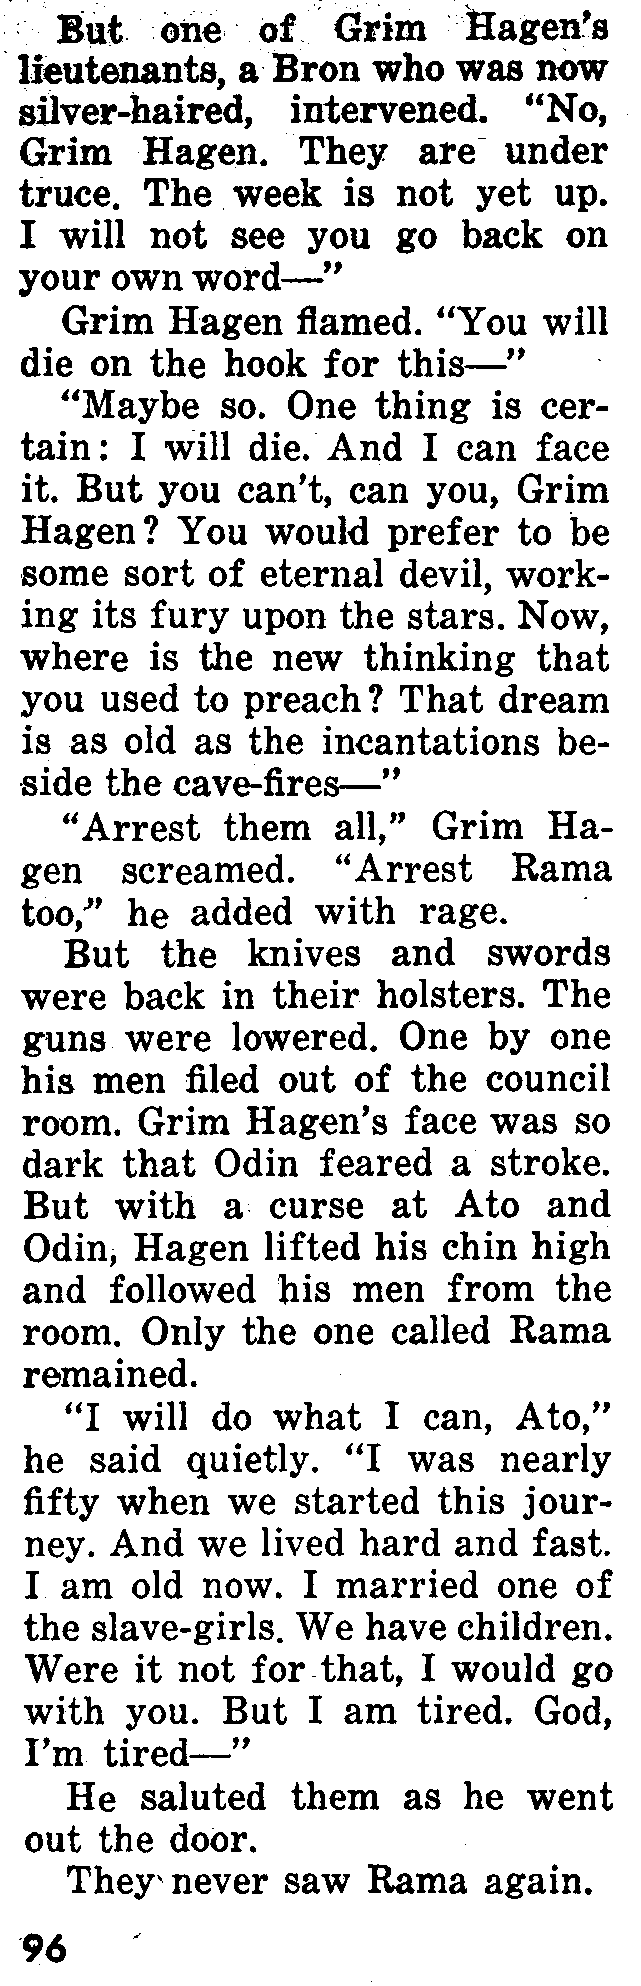 But one of Grim Hagen's
lieutenants, a Bron who was now
silver-haired, intervened. “No,
Grim Hagen. They are under
truce. The week is not yet up.
I will not see you go back on
your own word—”
Grim Hagen flamed. “You will
die on the hook for this—”
“Maybe so. One thing is cer-
tain: I will die. And I can face
it. But you can't, can you, Grim
Hagen? You would prefer to be
some sort of eternal devil, work-
ing its fury upon the stars. Now,
where is the new thinking that
you used to preach? That dream
is as old as the incantations be-
side the cave-fires—”
“Arrest them all,” Grim Ha-
gen screamed. “Arrest Rama
too,” he added with rage.
But the knives and swords
were back in their holsters. The
guns were lowered. One by one
his men filed out of the council
room. Grim Hagen's face was so
dark that Odin feared a stroke.
But with a curse at Ato and
Odin, Hagen lifted his chin high
and followed his men from the
room. Only the one called Rama
remained.
“I will do what I can, Ato,”
he said quietly. “I was nearly
fifty when we started this jour-
ney. And we lived hard and fast.
I am old now. I married one of
the slave-girls. We have children.
Were it not for that, I would go
with you. But I am tired. God,
I'm tired—”
He saluted them as he went
out the door.
They never saw Rama again.
96